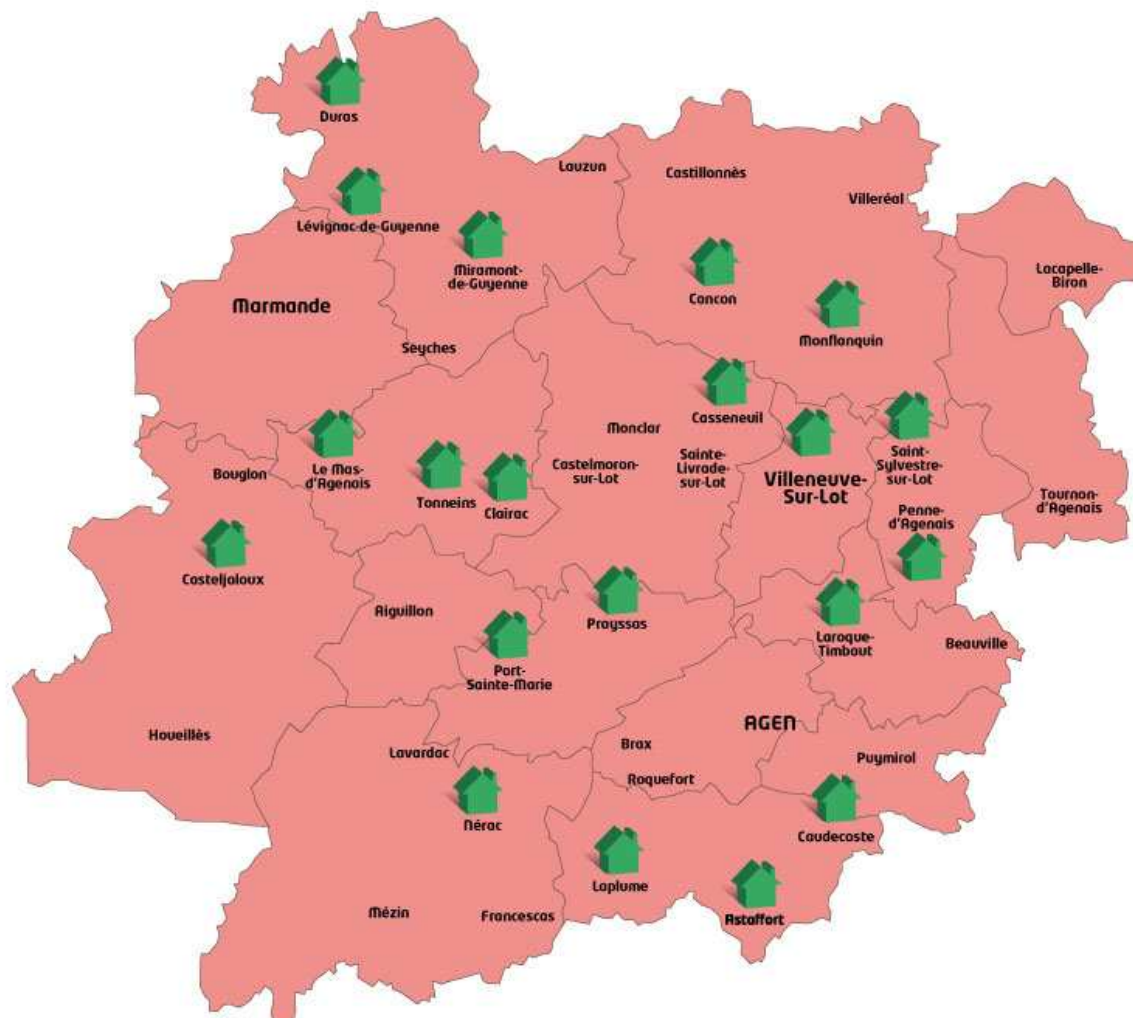 Duras
Lauzun
Castillonnès
Villeréal
Lévignac-de-Guyenne
Miramont-
de-Guyenne
Lacapelle-
Biron
Cancon
Marmande
Monflanquin
Seyches
Casseneuil
Monclar
Bouglon
Le Mas-
d'Agenais
Castelmoron-
sur-Lot
Sainte-
Livrade-
sur-Lot
Villeneuve-
Sur-Lot
Saint-
Sylvestre-
sur-Lot
Tonneins
Clairac
Penne-
d'Agenais
Tournon-
d'Agenais
Casteljaloux
Aiguillon
Prayssas
Laroque-
Timbaut
Beauville
Port-
Sainte-Marie
AGEN
Houeillès
Lavardac
Brax
Puymirol
Roquefort
Nérac
Caudecoste
Laplume
Astaffort
Mézin
Francescas